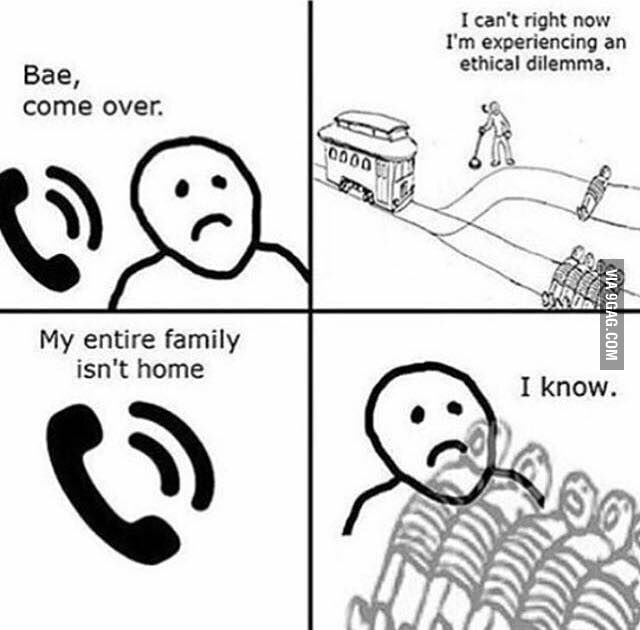 Bae,
come over.
I can't right now
I'm experiencing an
ethical dilemma.
My entire family
isn't home
I know.
VIA 9GAG.COM